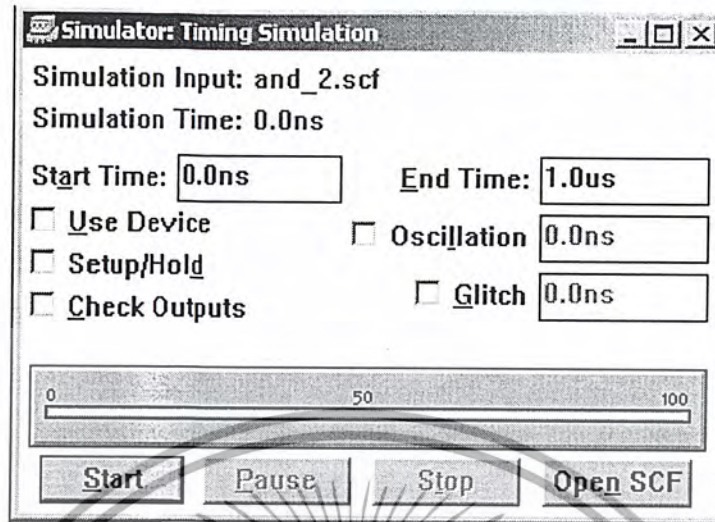 Simulator: Timing Simulation
Simulation Input: and_2.scf
Simulation Time: 0.0ns
Start Time: 0.0ns End Time: 1.0us
Use Device Oscillation 0.0ns
Setup/Hold
Check Outputs Glitch 0.0ns
0 50 100
Start Pause Stop Open SCF